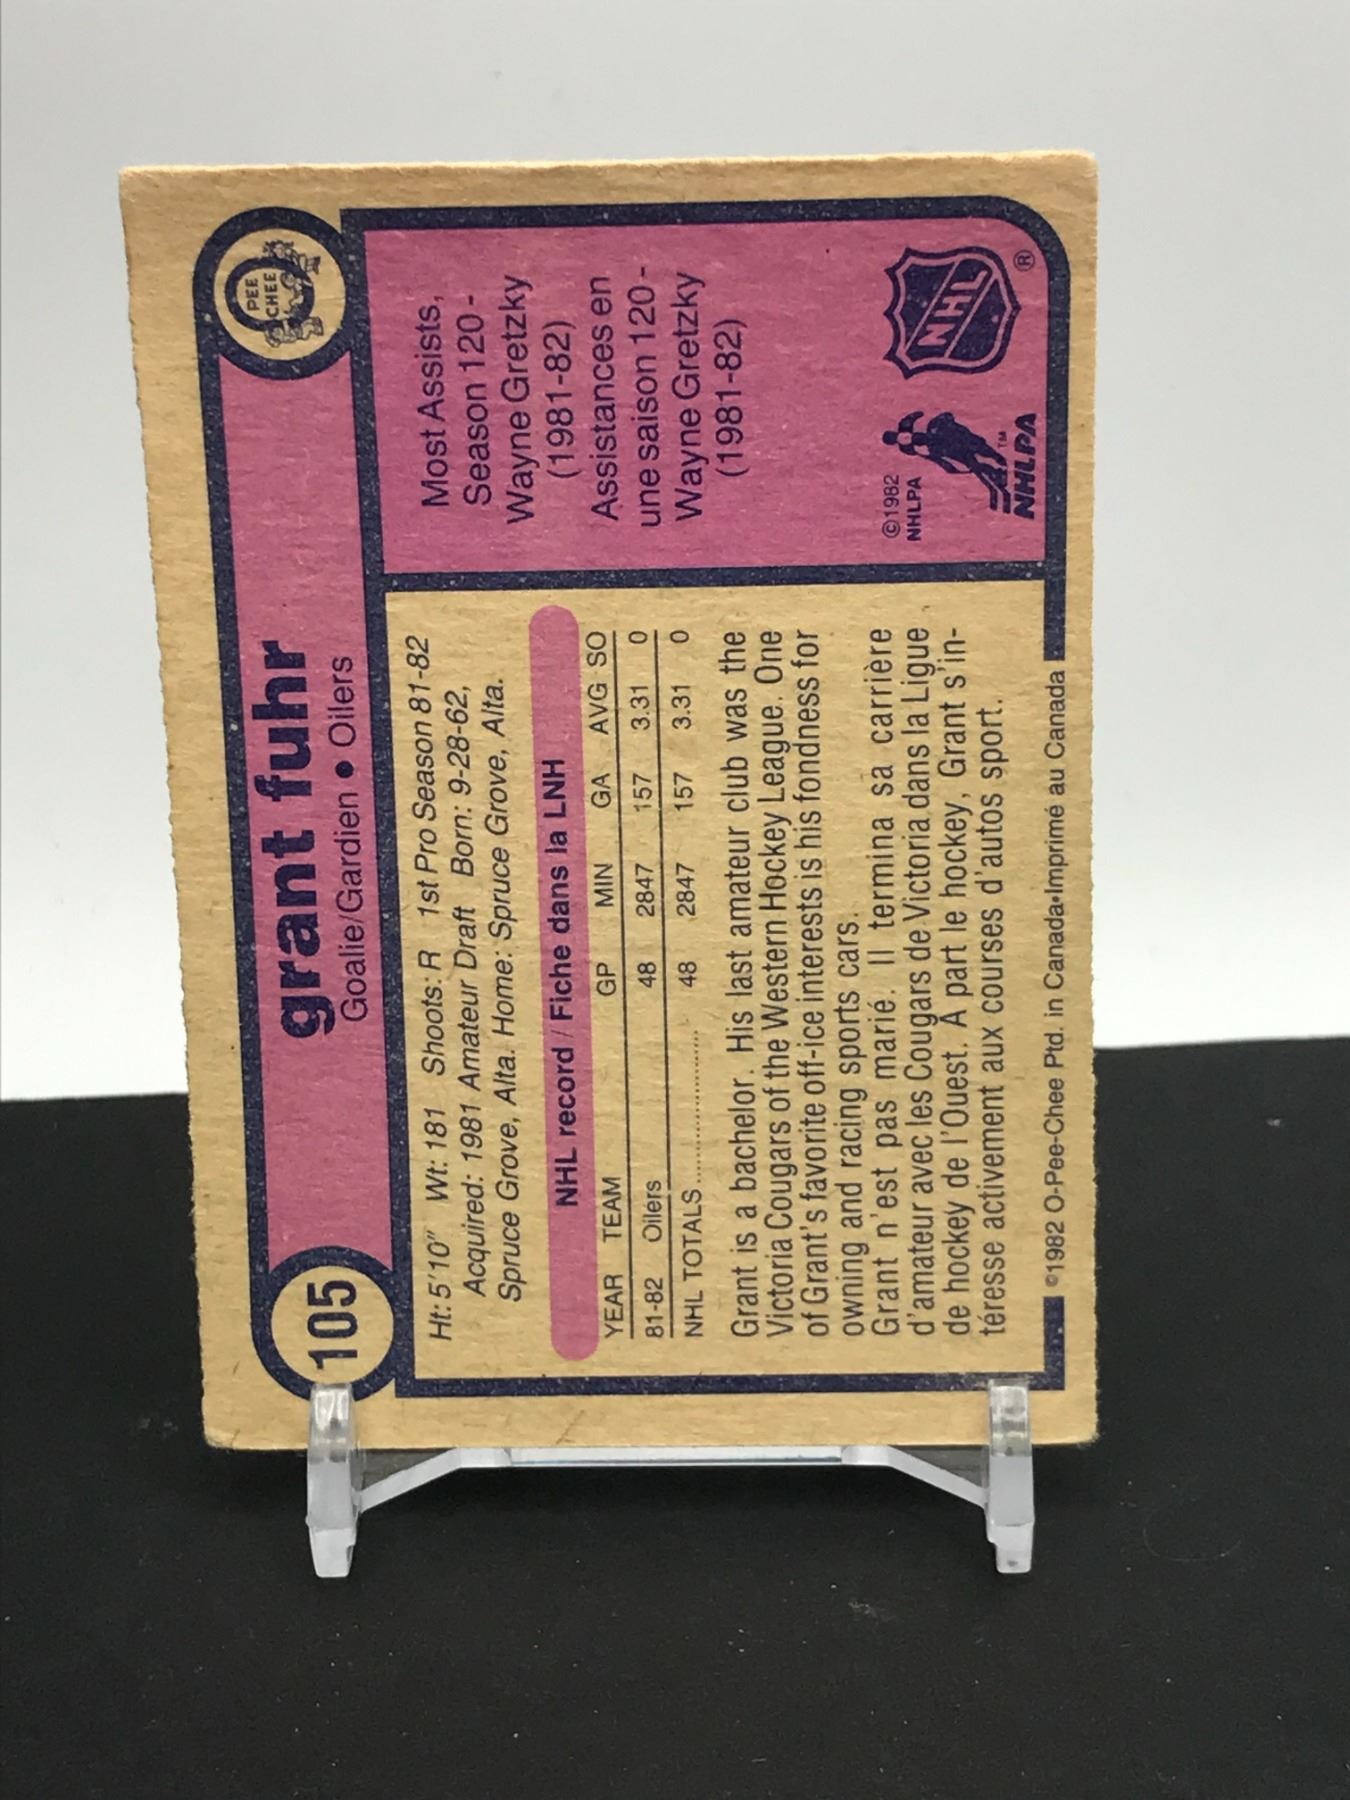 105
grant fuhr
Goalie/Gardien • Oilers
PEE
CHEE
Ht: 5'10" Wt: 181 Shoots: R 1st Pro Season 81-82
Acquired: 1981 Amateur Draft Born: 9-28-62,
Spruce Grove, Alta. Home: Spruce Grove, Alta.
NHL record / Fiche dans la LNH
YEAR TEAM GP MIN GA AVG SO
81-82 Oilers 48 2847 157 3.31 0
NHL TOTALS .................. 48 2847 157 3.31 0
Grant is a bachelor. His last amateur club was the
Victoria Cougars of the Western Hockey League. One
of Grant's favorite off-ice interests is his fondness for
owning and racing sports cars.
Grant n'est pas marié. Il termina sa carrière
d'amateur avec les Cougars de Victoria dans la Ligue
de hockey de l'Ouest. À part le hockey, Grant s'in-
téresse activement aux courses d'autos sport.
©1982 O-Pee-Chee Ptd. in Canada•Imprimé au Canada
Most Assists,
Season 120 -
Wayne Gretzky
(1981-82)
Assistances en
une saison 120 -
Wayne Gretzky
(1981-82)
©1982
NHLPA
TM
NHLPA
NHL
®